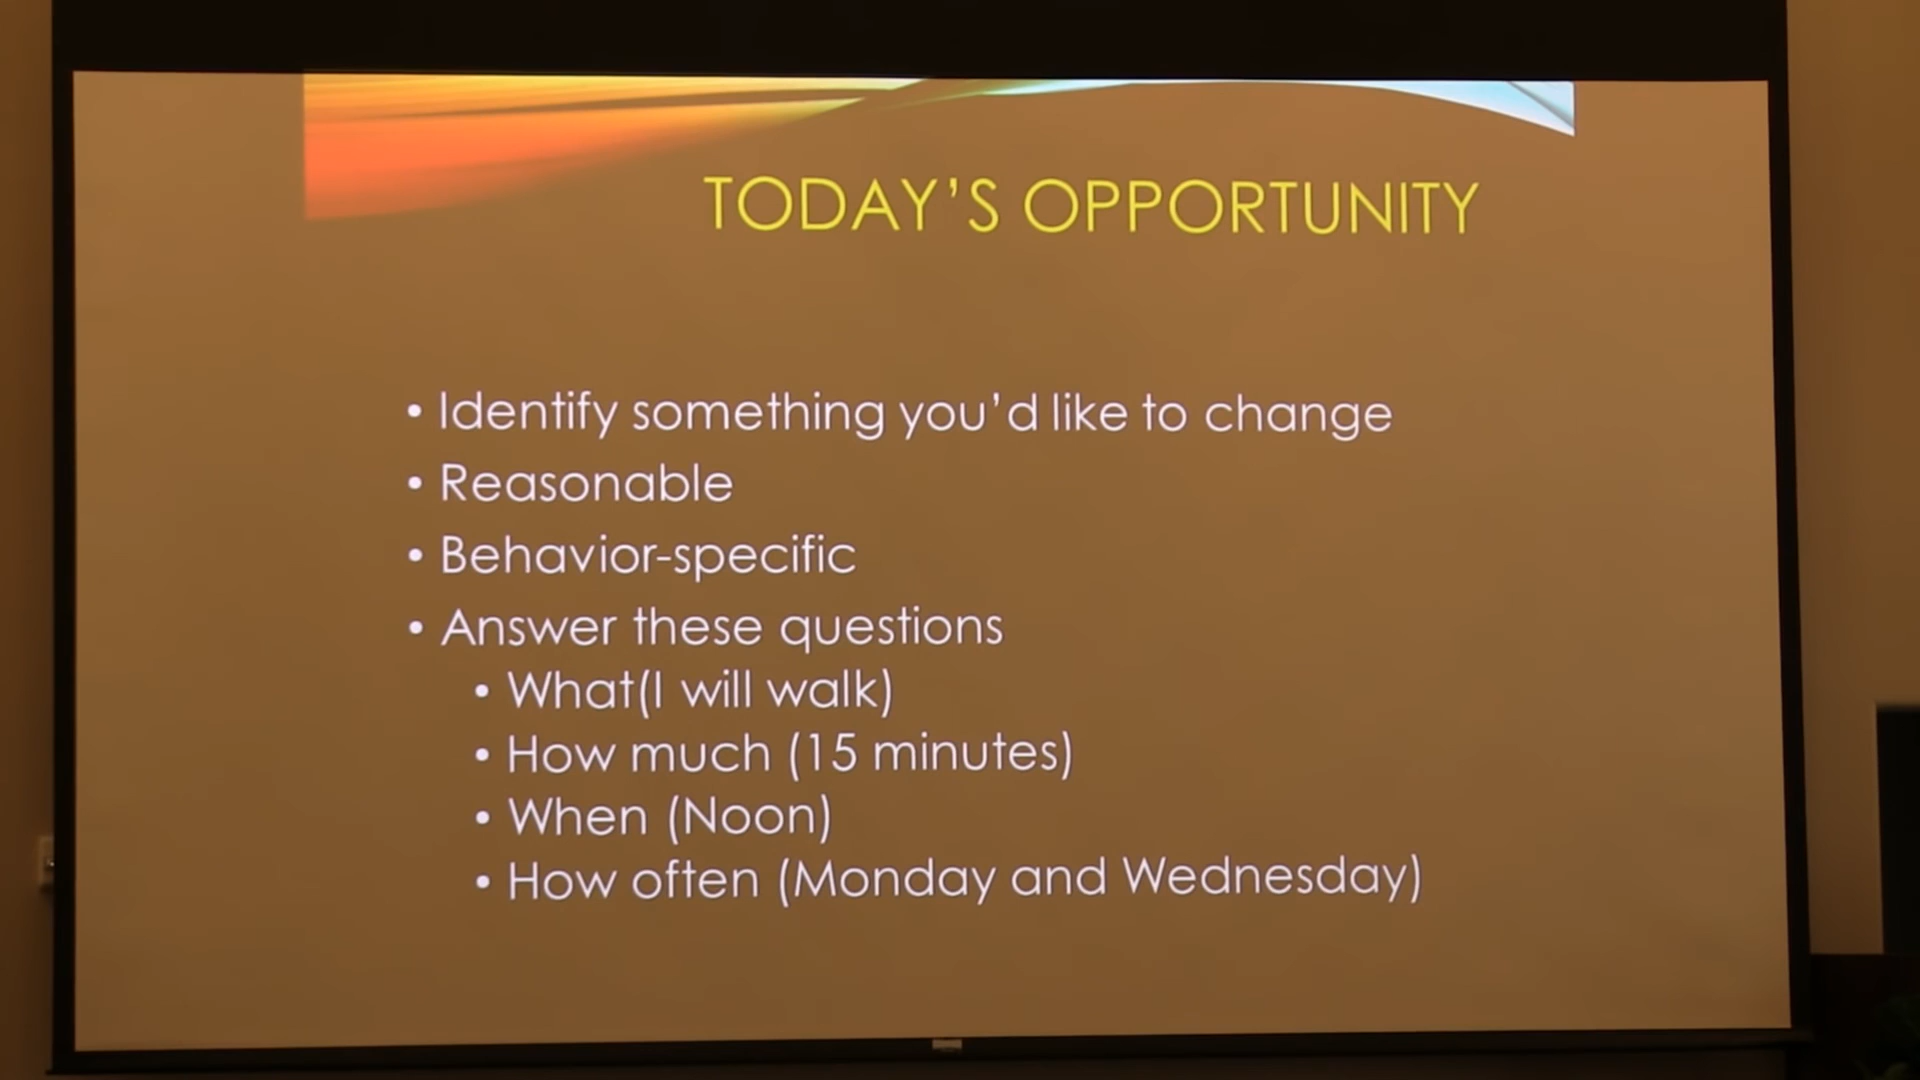 TODAY’S OPPORTUNITY
• Identify something you’d like to change
• Reasonable
• Behavior-specific
• Answer these questions
• What(I will walk)
• How much (15 minutes)
• When (Noon)
• How often (Monday and Wednesday)